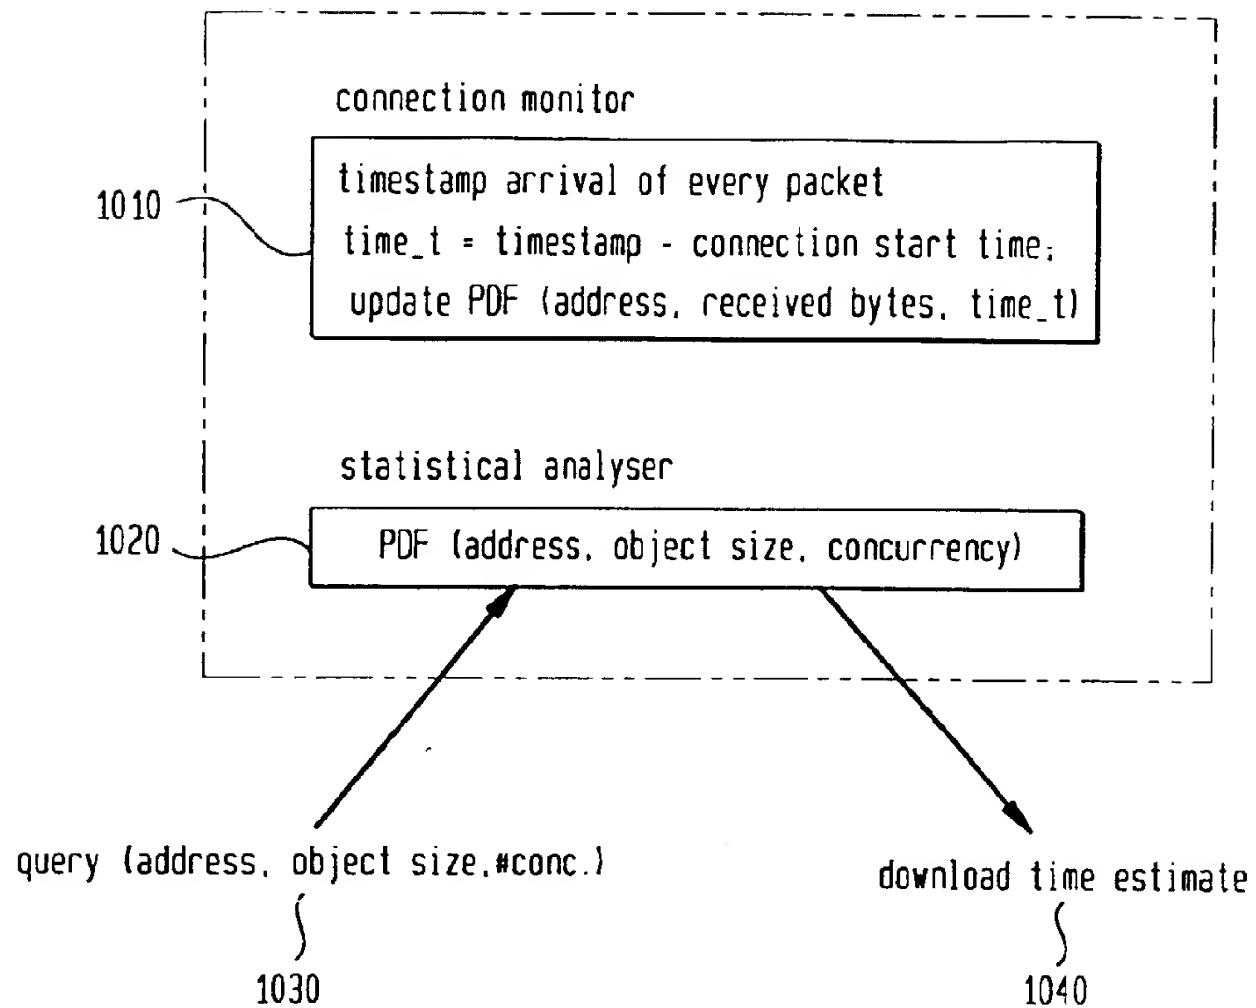 connection monitor
timestamp arrival of every packet
1010
time_t = timestamp - connection start time;
update PDF (address, received bytes, time_t)
statistical analyser
1020
PDF (address, object size, concurrency)
query (address, object size,#conc.)
download time estimate
1030
1040